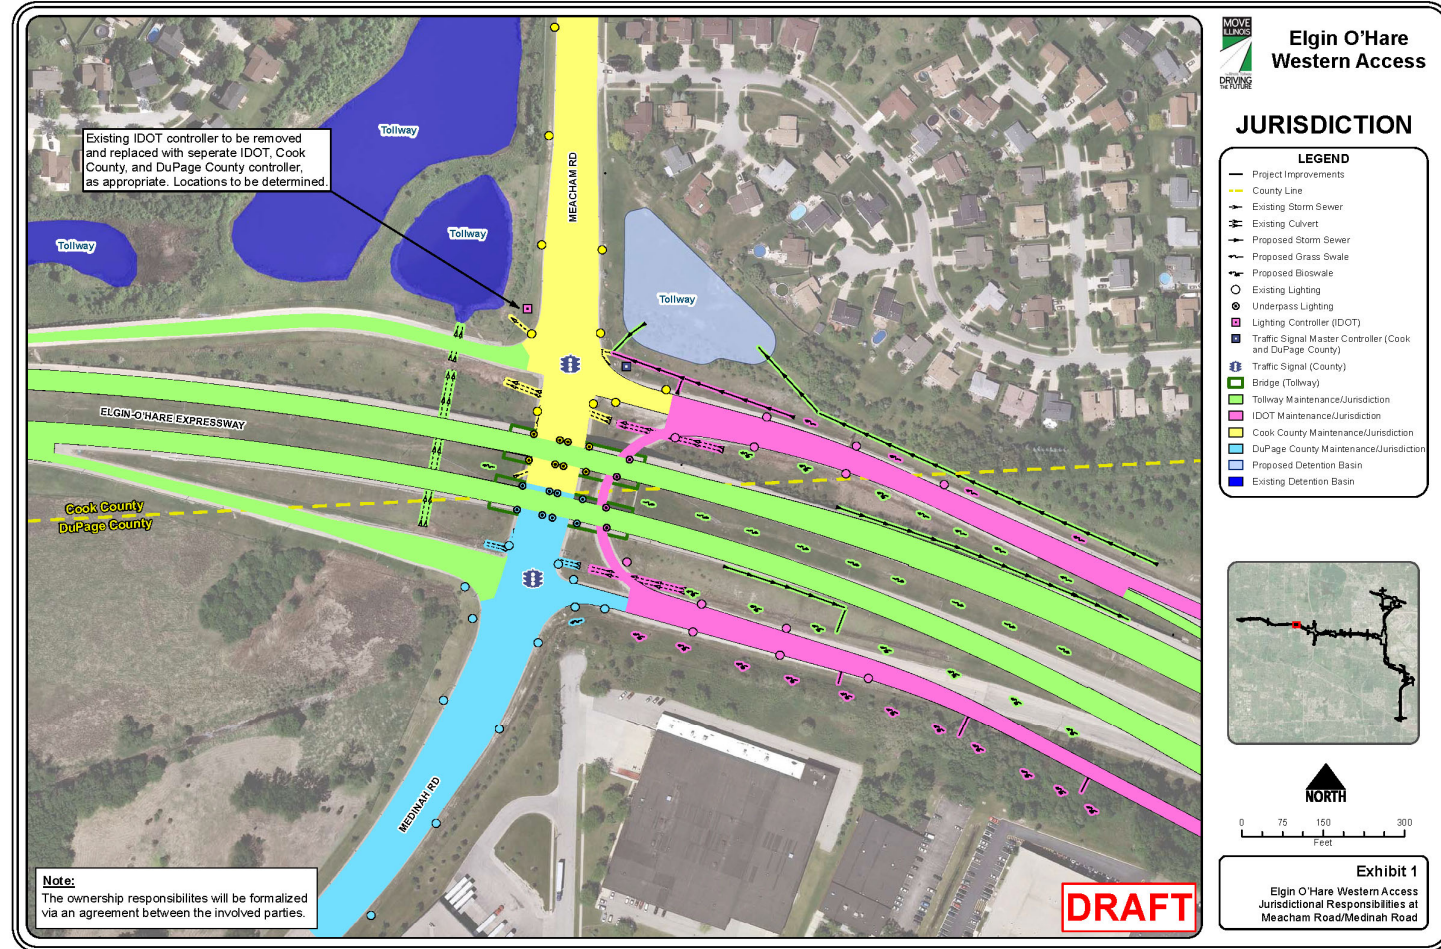 MOVE
ILLINOIS
DRIVING
THE FUTURE
Elgin O'Hare
Western Access
JURISDICTION
LEGEND
Project Improvements
County Line
Existing Storm Sewer
Existing Culvert
Proposed Storm Sewer
Proposed Grass Swale
Proposed Bioswale
Existing Lighting
Underpass Lighting
Lighting Controller (IDOT)
Traffic Signal Master Controller (Cook
and DuPage County)
Traffic Signal (County)
Bridge (Tollway)
Tollway Maintenance/Jurisdiction
IDOT Maintenance/Jurisdiction
Cook County Maintenance/Jurisdiction
DuPage County Maintenance/Jurisdiction
Proposed Detention Basin
Existing Detention Basin
Existing IDOT controller to be removed
and replaced with seperate IDOT, Cook
County, and DuPage County controller,
as appropriate. Locations to be determined.
Tollway
Tollway
Tollway
Tollway
MEACHAM RD
ELGIN-O'HARE EXPRESSWAY
Cook County
DuPage County
MEDINAH RD
Note:
The ownership responsibilites will be formalized
via an agreement between the involved parties.
DRAFT
NORTH
0 75 150 300
Feet
Exhibit 1
Elgin O'Hare Western Access
Jurisdictional Responsibilities at
Meacham Road/Medinah Road